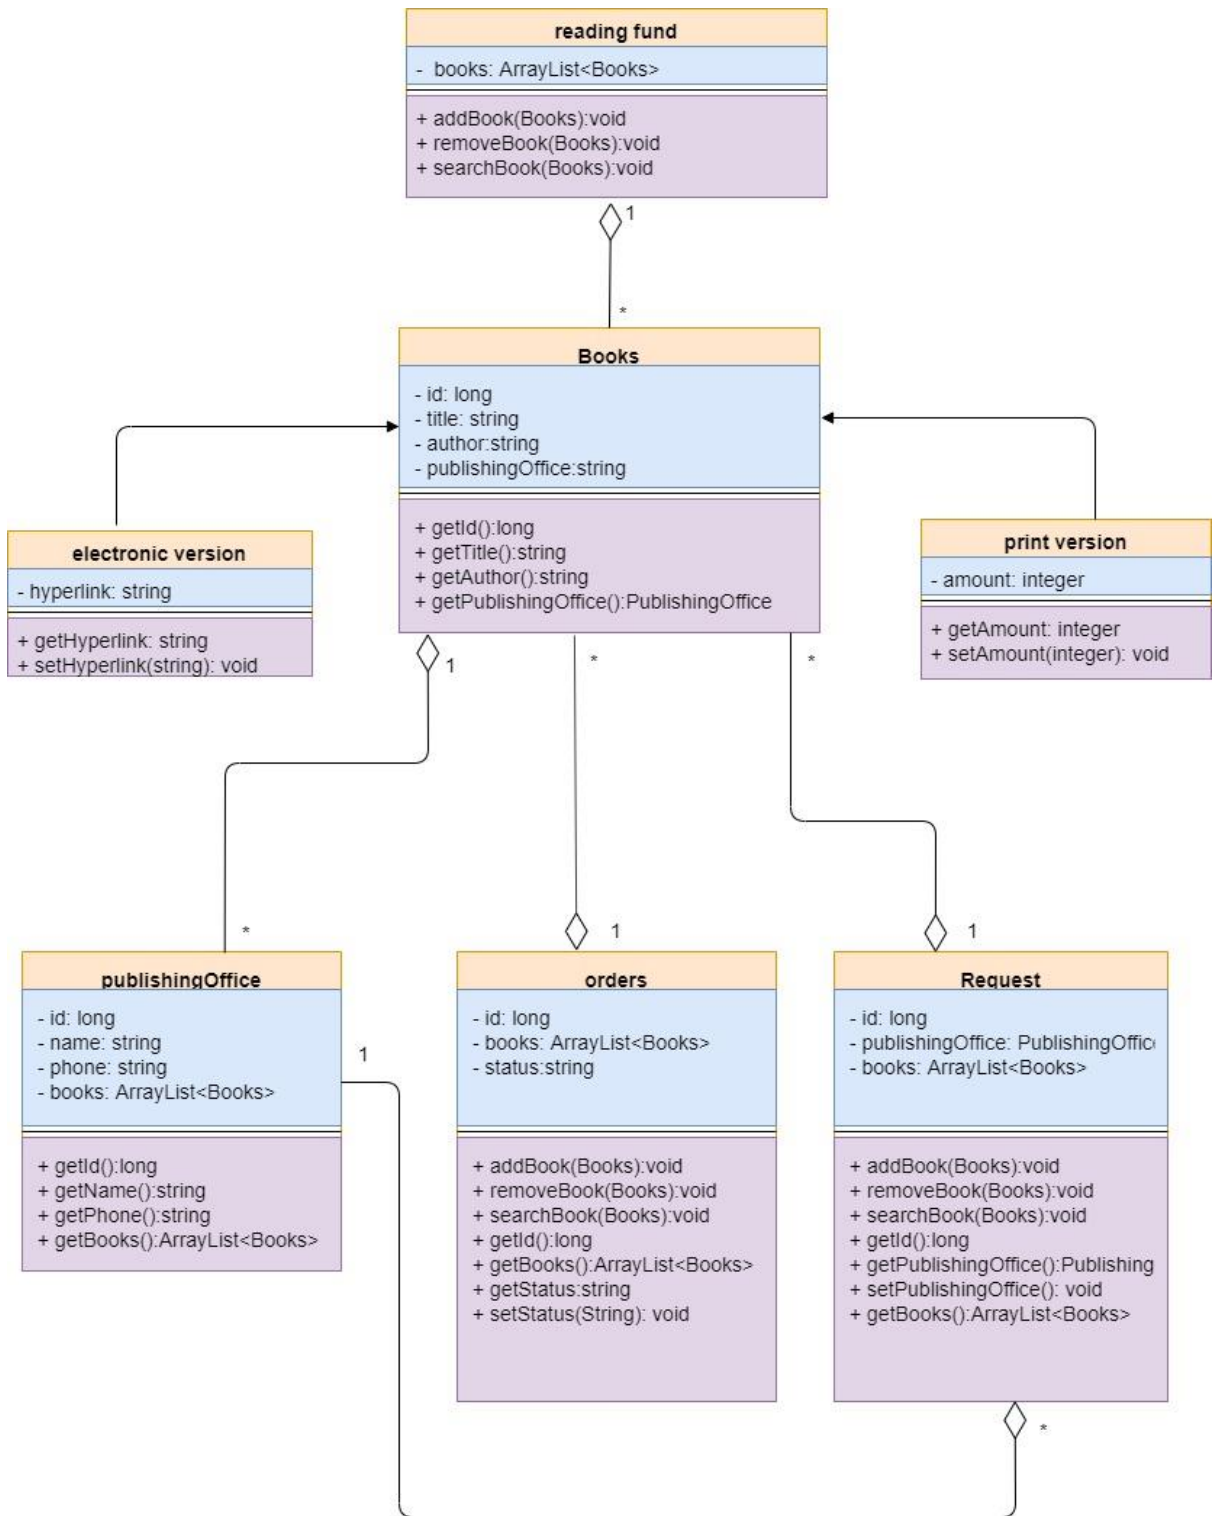 reading fund
- books: ArrayList<Books>
+ addBook(Books):void
+ removeBook(Books):void
+ searchBook(Books):void
1
*
Books
- id: long
- title: string
- author:string
- publishingOffice:string
+ getId():long
+ getTitle():string
+ getAuthor():string
+ getPublishingOffice():PublishingOffice
electronic version
- hyperlink: string
+ getHyperlink: string
+ setHyperlink(string): void
print version
- amount: integer
+ getAmount: integer
+ setAmount(integer): void
1
*
*
*
1
1
publishingOffice
- id: long
- name: string
- phone: string
- books: ArrayList<Books>
+ getId():long
+ getName():string
+ getPhone():string
+ getBooks():ArrayList<Books>
1
orders
- id: long
- books: ArrayList<Books>
- status:string
+ addBook(Books):void
+ removeBook(Books):void
+ searchBook(Books):void
+ getId():long
+ getBooks():ArrayList<Books>
+ getStatus:string
+ setStatus(String): void
Request
- id: long
- publishingOffice: PublishingOffic
- books: ArrayList<Books>
+ addBook(Books):void
+ removeBook(Books):void
+ searchBook(Books):void
+ getId():long
+ getPublishingOffice():Publishing
+ setPublishingOffice(): void
+ getBooks():ArrayList<Books>
*